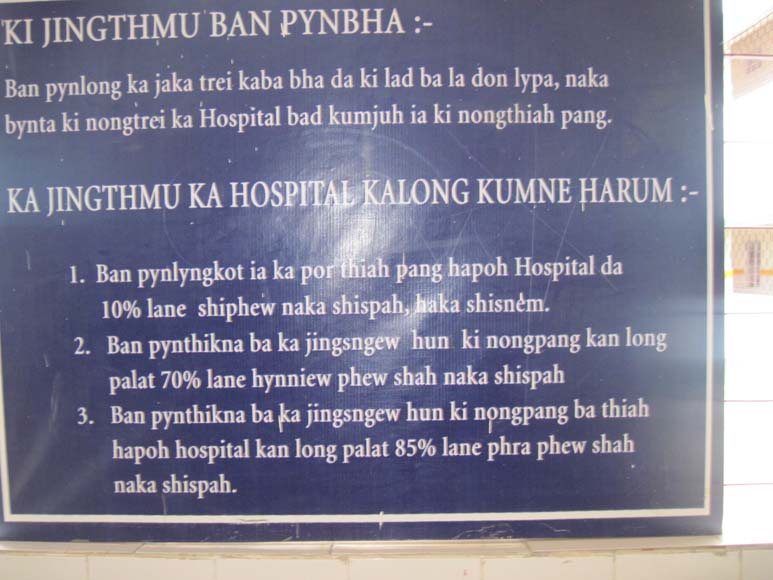 KI JINGTHMU BAN PYNBHA :-
Ban pynlong ka jaka trei kaba bha da ki lad ba la don lypa, naka
bynta ki nongtrei ka Hospital bad kumjuh ia ki nongthiah pang.
KA JINGTHMU KA HOSPITAL KALONG KUMNE HARUM :-
1. Ban pynlyngkot ia ka por thiah pang hapoh Hospital da
10% lane shiphew naka shispah, haka shisnem.
2. Ban pynthikna ba ka jingsngew hun ki nongpang kan long
palat 70% lane hynniew phew shah naka shispah
3. Ban pynthikna ba ka jingsngew hun ki nongpang ba thiah
hapoh hospital kan long palat 85% lane phra phew shah
naka shispah.